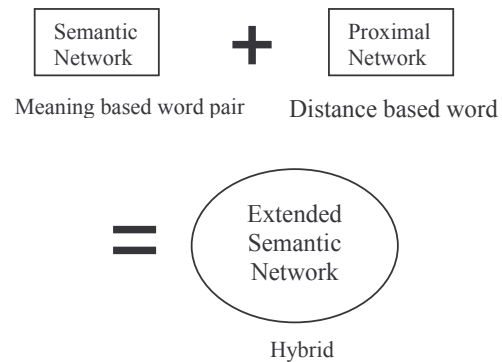 Semantic
Network
+
Proximal
Network
Meaning based word pair
Distance based word
=
Extended
Semantic
Network
Hybrid